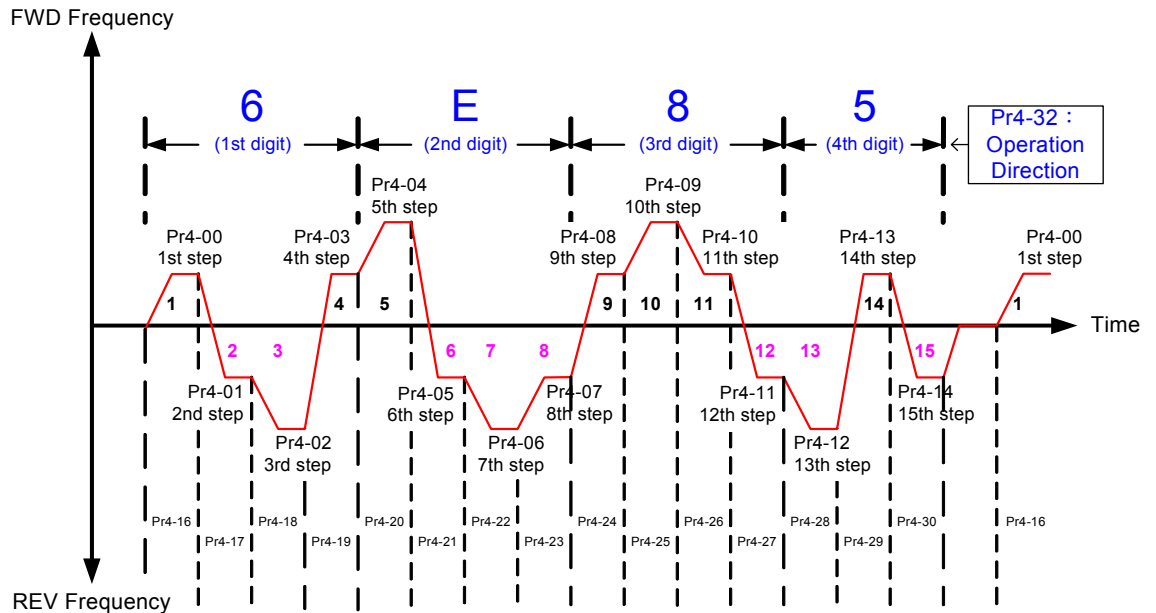 FWD Frequency
6
(1st digit)
E
(2nd digit)
8
(3rd digit)
5
(4th digit)
Pr4-32 :
Operation
Direction
Pr4-00
1st step
Pr4-03
4th step
Pr4-04
5th step
Pr4-08
9th step
Pr4-09
10th step
Pr4-10
11th step
Pr4-13
14th step
Pr4-00
1st step
1
4
5
9
10
11
14
1
Time
2
3
6
7
8
12
13
15
Pr4-01
2nd step
Pr4-02
3rd step
Pr4-05
6th step
Pr4-06
7th step
Pr4-07
8th step
Pr4-11
12th step
Pr4-12
13th step
Pr4-14
15th step
Pr4-16
Pr4-18
Pr4-20
Pr4-22
Pr4-24
Pr4-26
Pr4-28
Pr4-30
Pr4-16
Pr4-17
Pr4-19
Pr4-21
Pr4-23
Pr4-25
Pr4-27
Pr4-29
REV Frequency